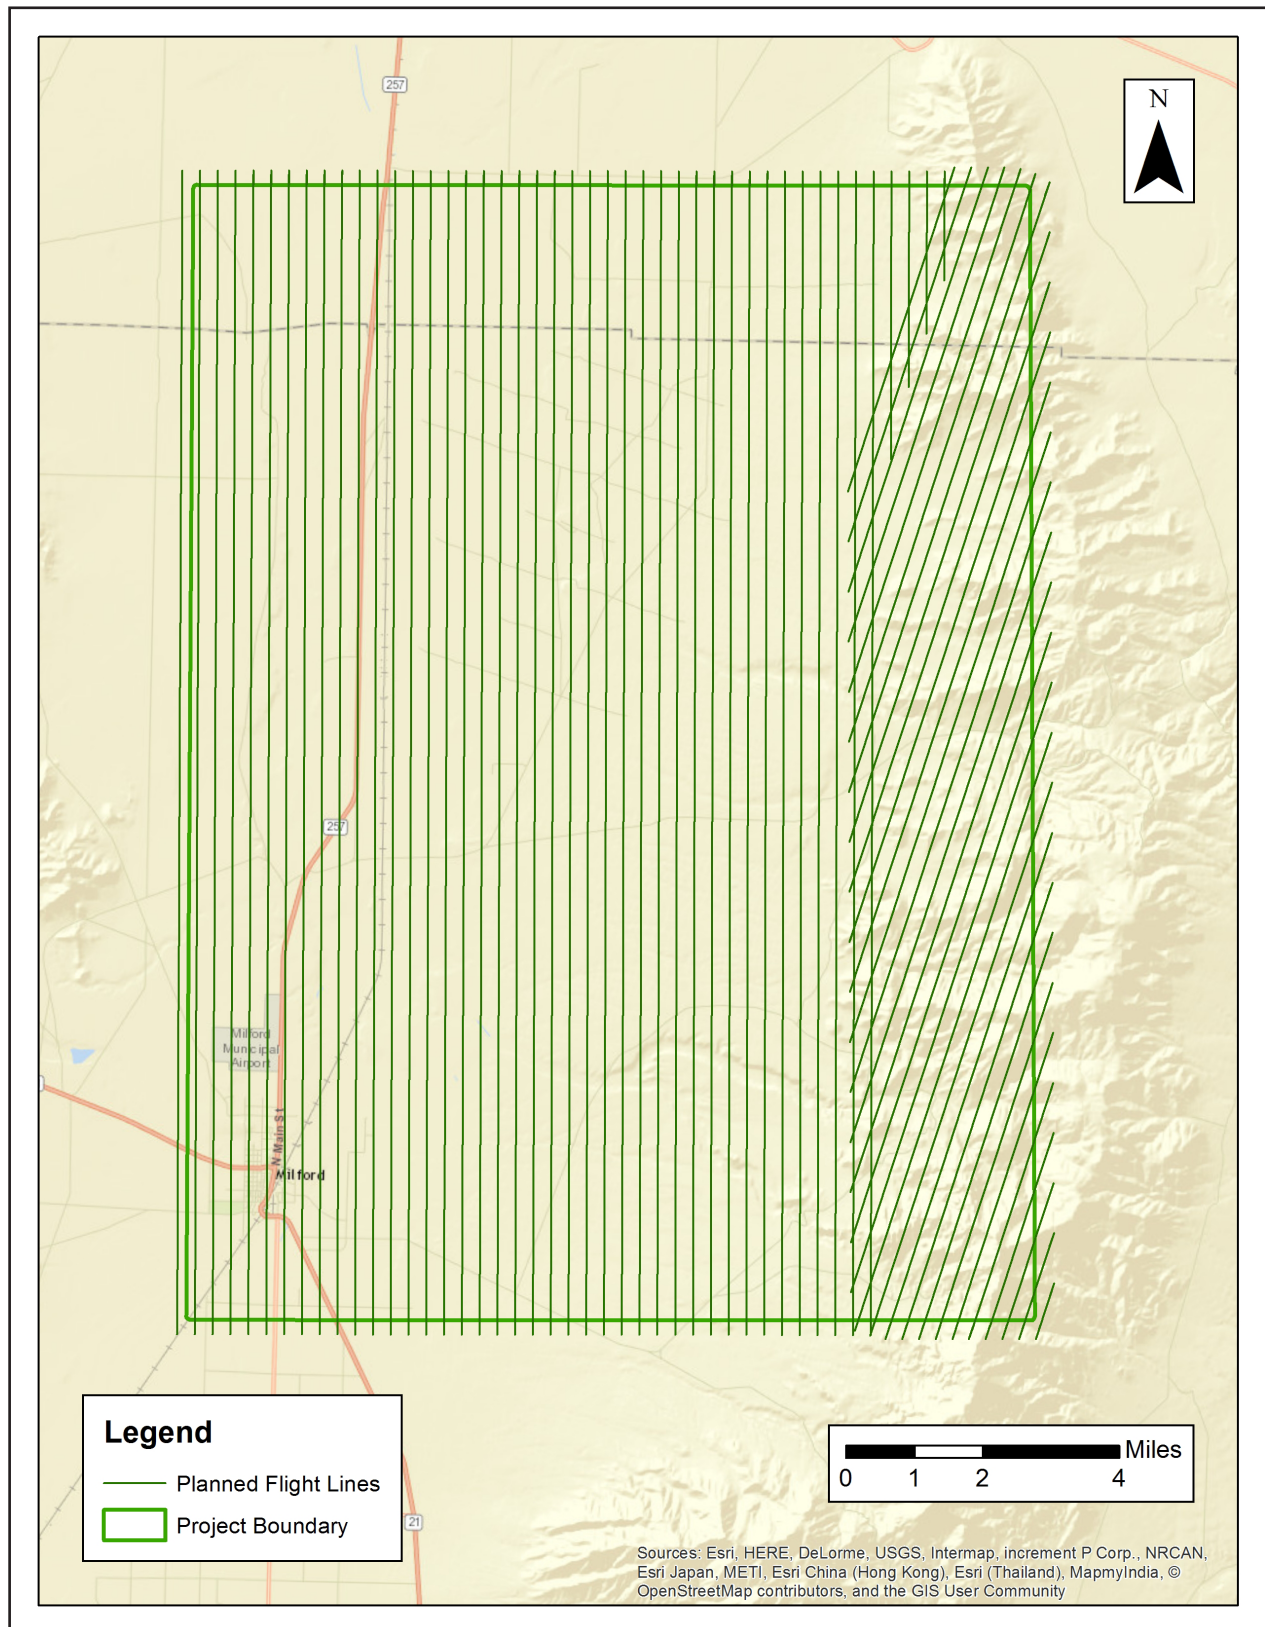 257
N
257
Milford
Municipal
Airport
N Main St
Milford
Legend
Planned Flight Lines
Project Boundary
21
Miles
0 1 2 4
Sources: Esri, HERE, DeLorme, USGS, Intermap, increment P Corp., NRCAN,
Esri Japan, METI, Esri China (Hong Kong), Esri (Thailand), MapmyIndia, ©
OpenStreetMap contributors, and the GIS User Community